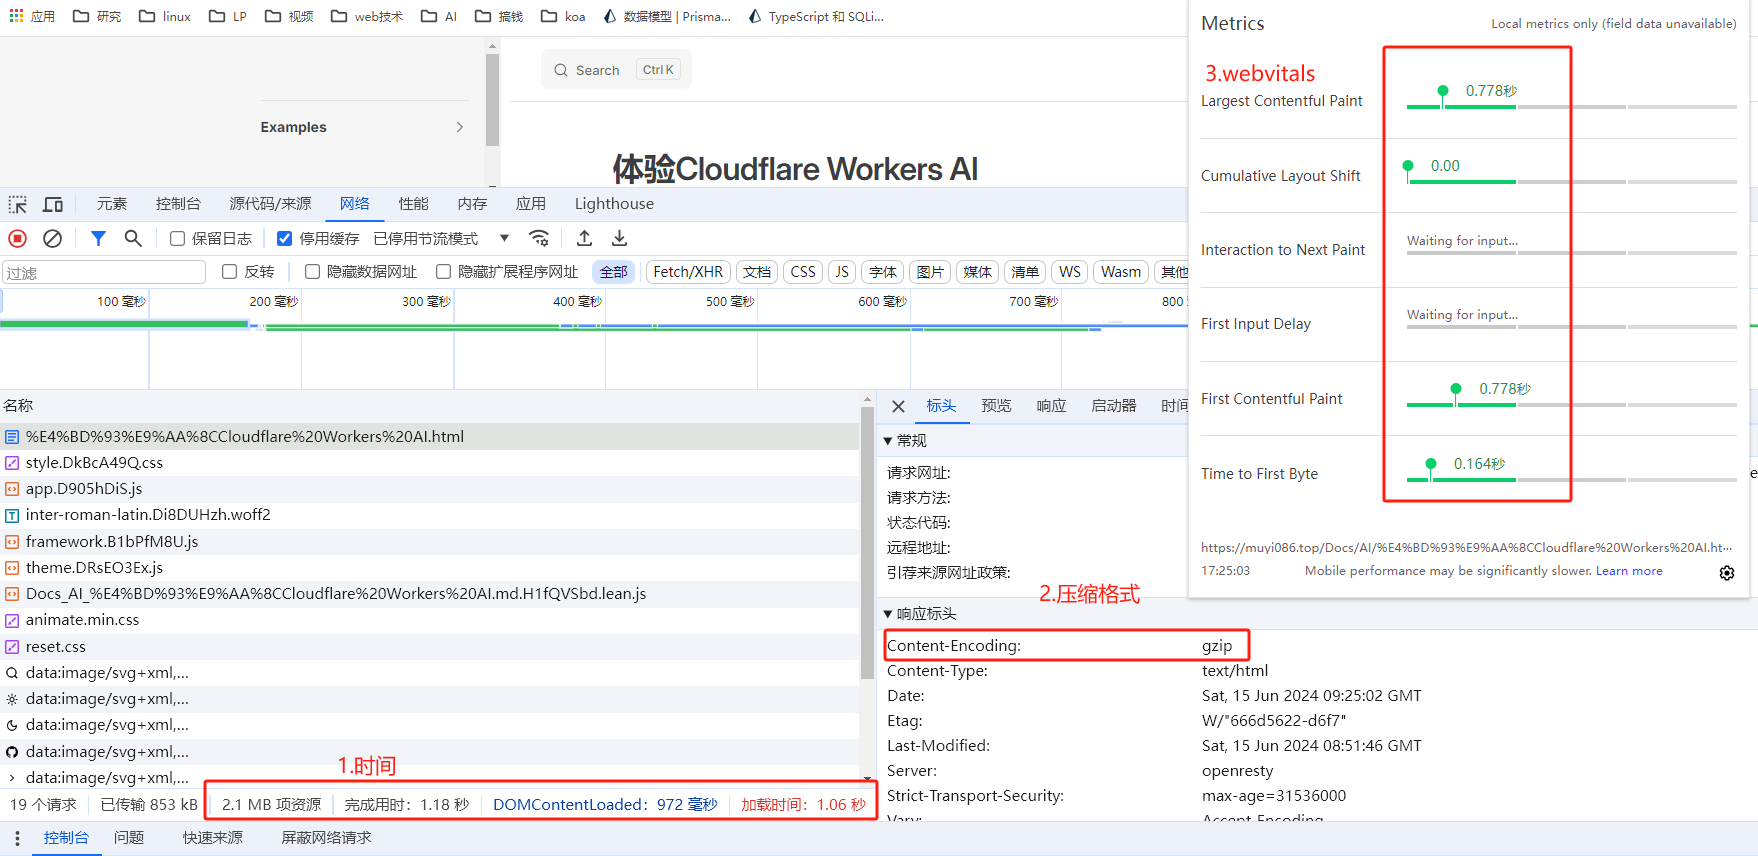 应用 研究 linux LP 视频 web技术 AI 搞钱 koa 数据模型 | Prisma... TypeScript 和 SQLi...
Search Ctrl K
Examples
体验Cloudflare Workers AI
元素 控制台 源代码/来源 网络 性能 内存 应用 Lighthouse
保留日志 停用缓存 已停用节流模式
过滤 反转 隐藏数据网址 隐藏扩展程序网址 全部 Fetch/XHR 文档 CSS JS 字体 图片 媒体 清单 WS Wasm 其他
100 毫秒 200 毫秒 300 毫秒 400 毫秒 500 毫秒 600 毫秒 700 毫秒 800
名称
%E4%BD%93%E9%AA%8CCloudflare%20Workers%20AI.html
style.DkBcA49Q.css
app.D905hDiS.js
inter-roman-latin.Di8DUHzh.woff2
framework.B1bPfM8U.js
theme.DRsEO3Ex.js
Docs_AI_%E4%BD%93%E9%AA%8CCloudflare%20Workers%20AI.md.H1fQVSbd.lean.js
animate.min.css
reset.css
data:image/svg+xml,...
data:image/svg+xml,...
data:image/svg+xml,...
data:image/svg+xml,...
data:image/svg+xml,...
1.时间
19 个请求 已传输 853 kB 2.1 MB 项资源 完成用时：1.18 秒 DOMContentLoaded：972 毫秒 加载时间：1.06 秒
控制台 问题 快速来源 屏蔽网络请求
标头 预览 响应 启动器 时间
常规
请求网址:
请求方法:
状态代码:
远程地址:
引荐来源网址政策:
2.压缩格式
响应标头
Content-Encoding: gzip
Content-Type: text/html
Date: Sat, 15 Jun 2024 09:25:02 GMT
Etag: W/"666d5622-d6f7"
Last-Modified: Sat, 15 Jun 2024 08:51:46 GMT
Server: openresty
Strict-Transport-Security: max-age=31536000
Vary: Accept-Encoding
Metrics Local metrics only (field data unavailable)
3.webvitals
Largest Contentful Paint 0.778秒
Cumulative Layout Shift 0.00
Interaction to Next Paint Waiting for input...
First Input Delay Waiting for input...
First Contentful Paint 0.778秒
Time to First Byte 0.164秒
https://muyi086.top/Docs/AI/%E4%BD%93%E9%AA%8CCloudflare%20Workers%20AI.ht...
17:25:03 Mobile performance may be significantly slower. Learn more